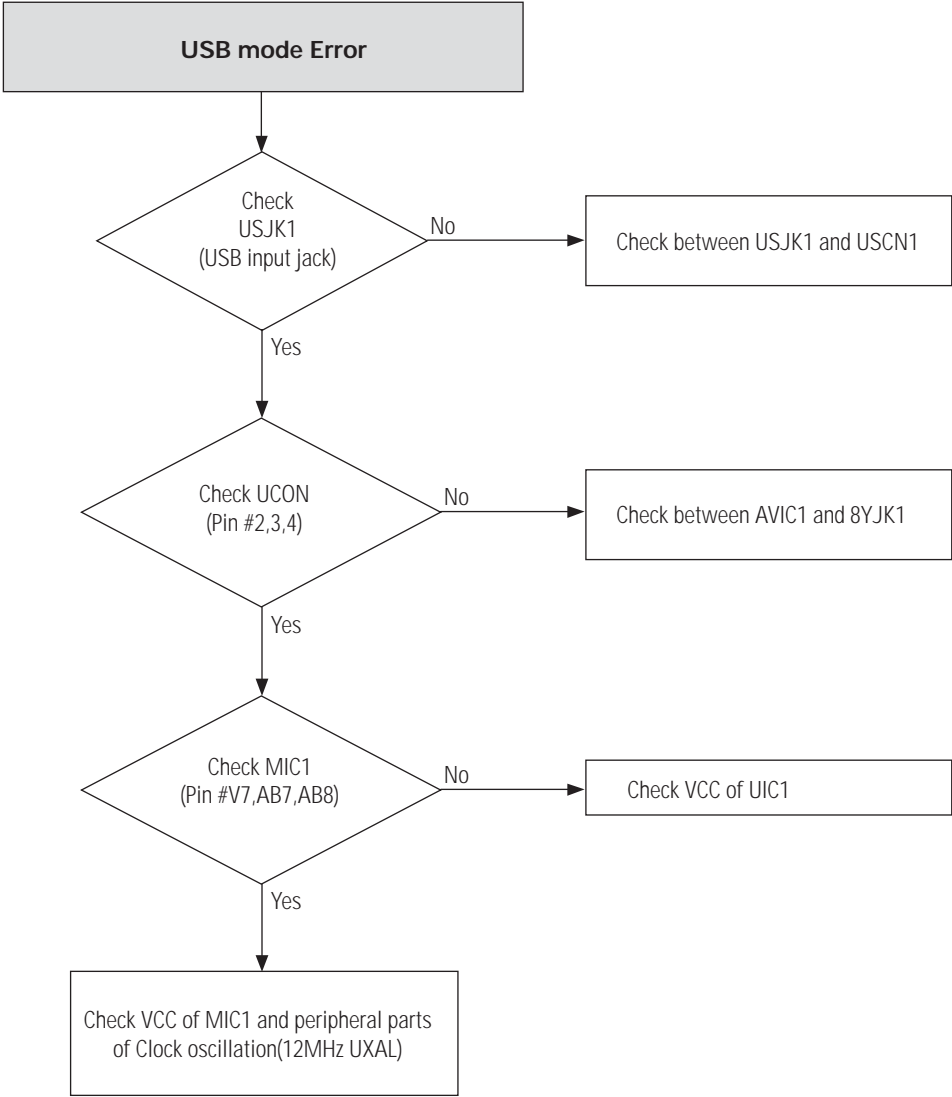 USB mode Error
Check
USJK1
(USB input jack)
No
Check between USJK1 and USCN1
Yes
Check UCON
(Pin #2,3,4)
No
Check between AVIC1 and 8YJK1
Yes
Check MIC1
(Pin #V7,AB7,AB8)
No
Check VCC of UIC1
Yes
Check VCC of MIC1 and peripheral parts
of Clock oscillation(12MHz UXAL)